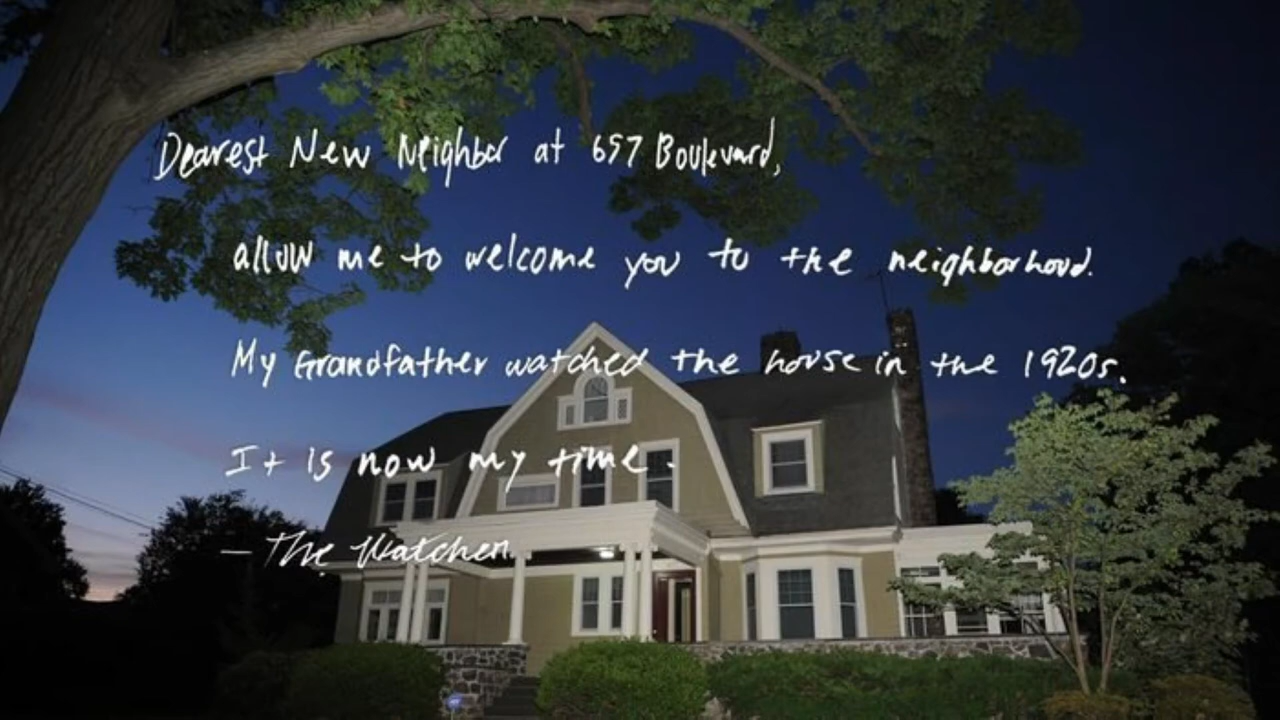 Dearest New Neighbor at 657 Boulevard,
allow me to welcome you to the neighborhood.
My Grandfather watched the house in the 1920s.
It is now my time.
— The Watcher